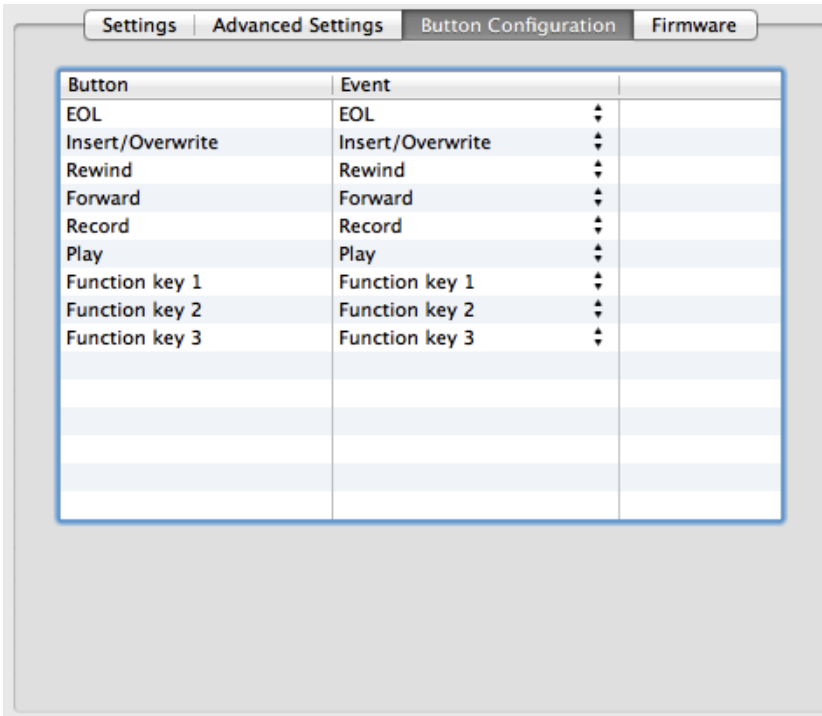 Settings Advanced Settings Button Configuration Firmware
Button Event
EOL EOL
Insert/Overwrite Insert/Overwrite
Rewind Rewind
Forward Forward
Record Record
Play Play
Function key 1 Function key 1
Function key 2 Function key 2
Function key 3 Function key 3